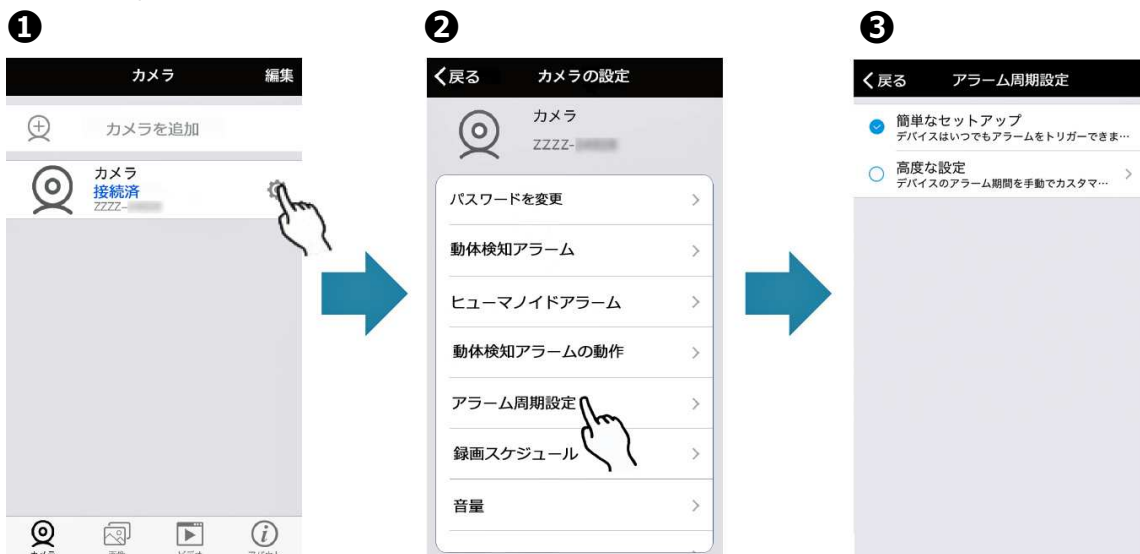 ❶
カメラ 編集
カメラを追加
カメラ
接続済
ZZZZ-
❷
戻る カメラの設定
カメラ
ZZZZ-
パスワードを変更
動体検知アラーム
ヒューマノイドアラーム
動体検知アラームの動作
アラーム周期設定
録画スケジュール
音量
❸
戻る アラーム周期設定
簡単なセットアップ
デバイスはいつでもアラームをトリガーできま…
高度な設定
デバイスのアラーム期間を手動でカスタマ…